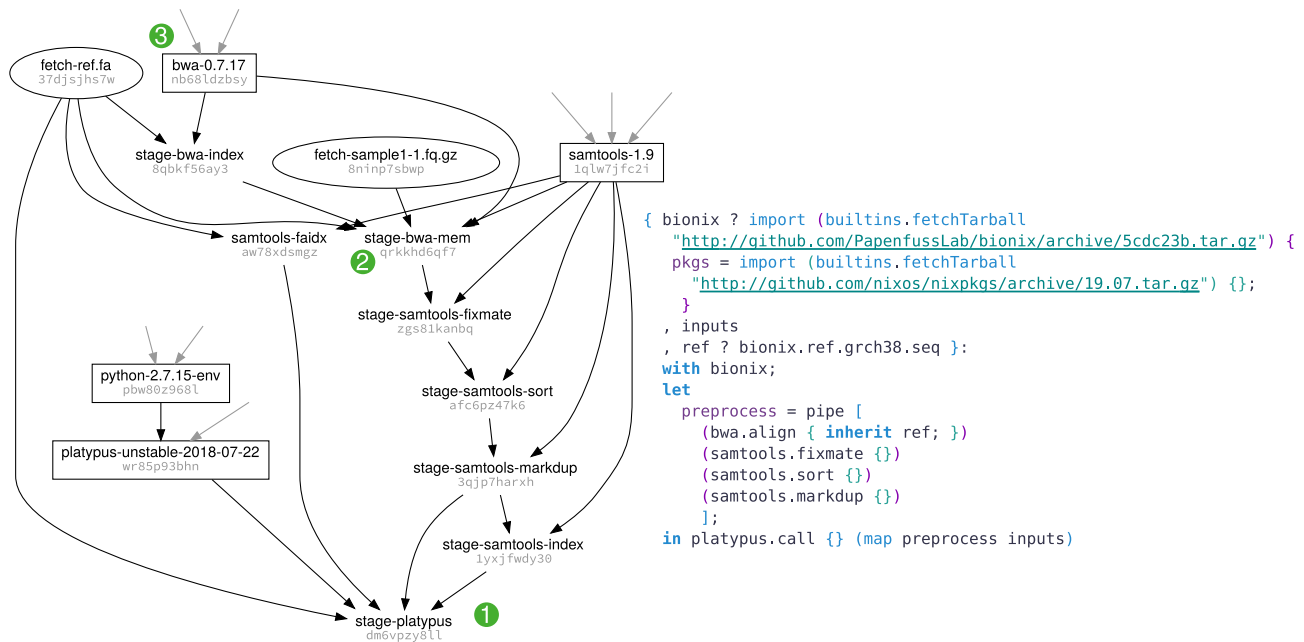 3
fetch-ref.fa
37djsjhs7w
bwa-0.7.17
nb68ldzbsy
stage-bwa-index
8qbkf56ay3
fetch-sample1-1.fq.gz
8ninp7sbwp
samtools-1.9
1qlw7jfc2i
samtools-faidx
aw78xdsmgz
stage-bwa-mem
qrkkhd6qf7
2
stage-samtools-fixmate
zgs81kanbq
python-2.7.15-env
pbw80z968l
stage-samtools-sort
afc6pz47k6
platypus-unstable-2018-07-22
wr85p93bhn
stage-samtools-markdup
3qjp7harxh
stage-samtools-index
1yxjfwdy30
stage-platypus
dm6vpzy8ll
1
{ bionix ? import (builtins.fetchTarball
"http://github.com/PapenfussLab/bionix/archive/5cdc23b.tar.gz") {
pkgs = import (builtins.fetchTarball
"http://github.com/nixos/nixpkgs/archive/19.07.tar.gz") {};
}
, inputs
, ref ? bionix.ref.grch38.seq }:
with bionix;
let
preprocess = pipe [
(bwa.align { inherit ref; })
(samtools.fixmate {})
(samtools.sort {})
(samtools.markdup {})
];
in platypus.call {} (map preprocess inputs)